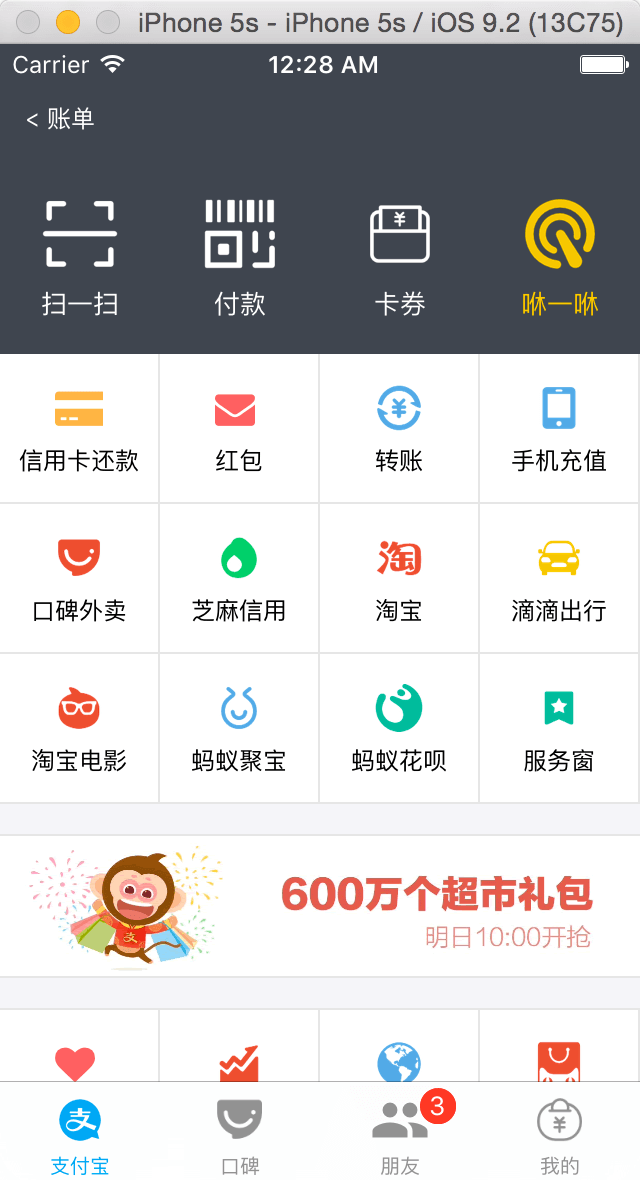 iPhone 5s - iPhone 5s / iOS 9.2 (13C75)
Carrier 12:28 AM
< 账单
扫一扫 付款 卡券 咻一咻
信用卡还款 红包 转账 手机充值
口碑外卖 芝麻信用 淘 淘宝 滴滴出行
淘宝电影 蚂蚁聚宝 蚂蚁花呗 服务窗
支
600万个超市礼包
明日10:00开抢
支 3
支付宝 口碑 朋友 我的